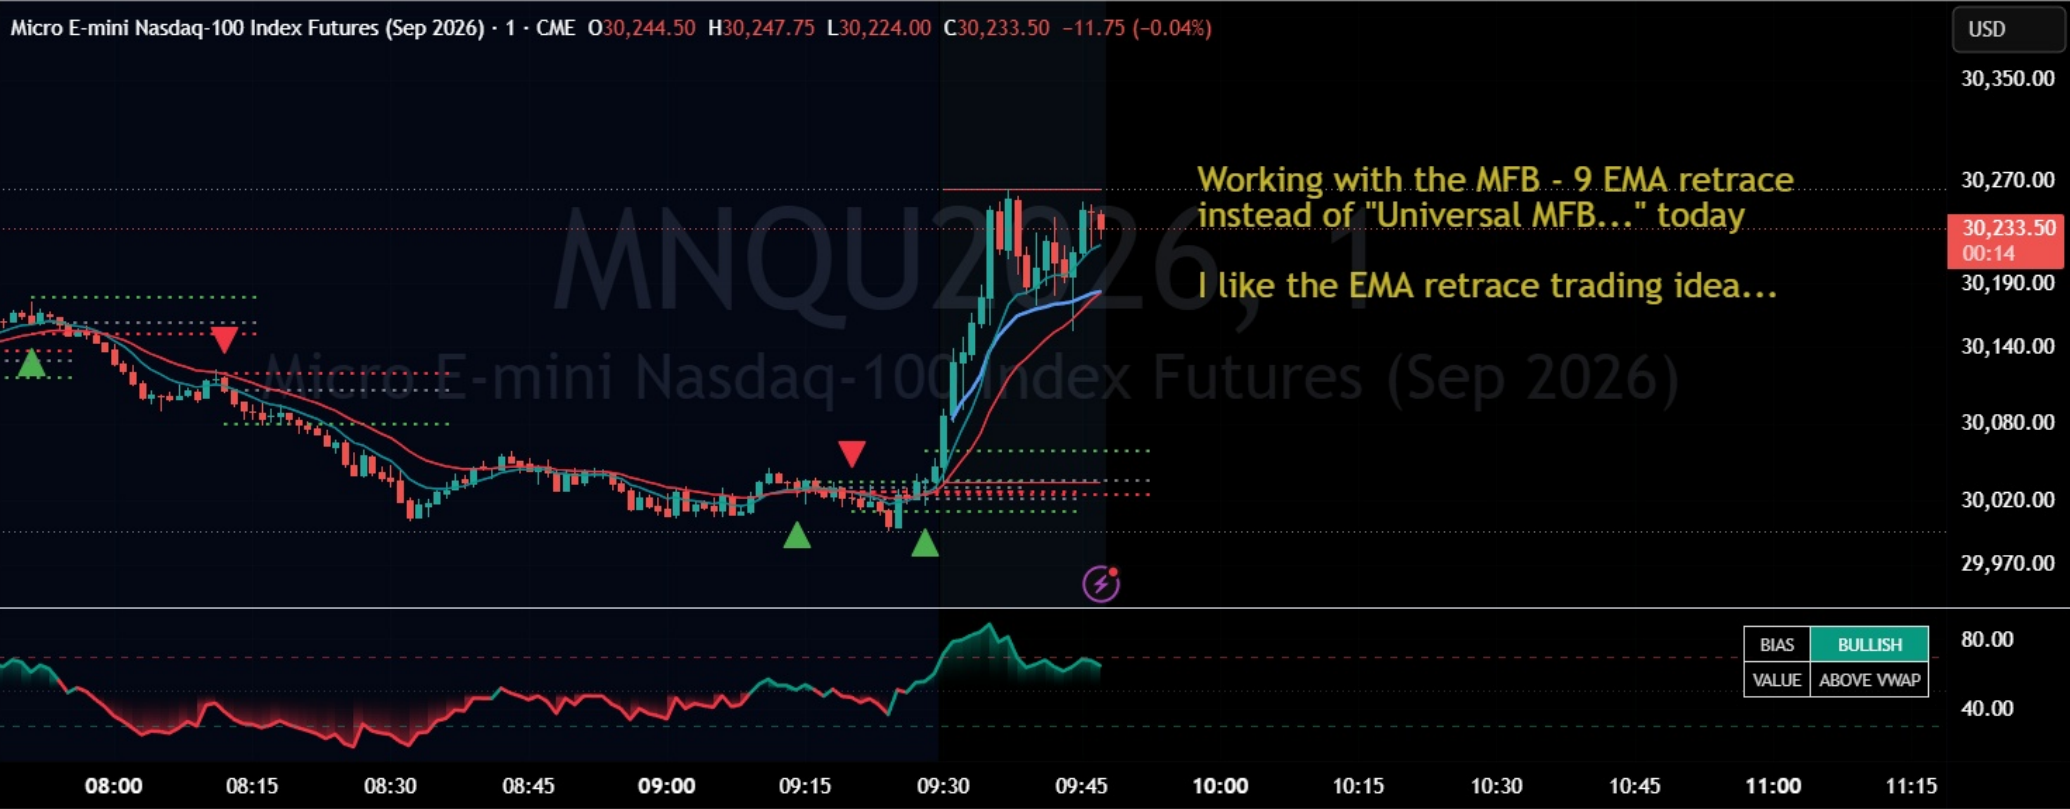 Micro E-mini Nasdaq-100 Index Futures (Sep 2026) · 1 · CME O30,244.50 H30,247.75 L30,224.00 C30,233.50 −11.75 (−0.04%)
USD
30,350.00
30,270.00
30,233.50
00:14
30,190.00
30,140.00
30,080.00
30,020.00
29,970.00
Working with the MFB - 9 EMA retrace
instead of "Universal MFB..." today
I like the EMA retrace trading idea...
MNQU2026, 1
Micro E-mini Nasdaq-100 Index Futures (Sep 2026)
BIAS BULLISH
VALUE ABOVE VWAP
80.00
40.00
08:00 08:15 08:30 08:45 09:00 09:15 09:30 09:45 10:00 10:15 10:30 10:45 11:00 11:15